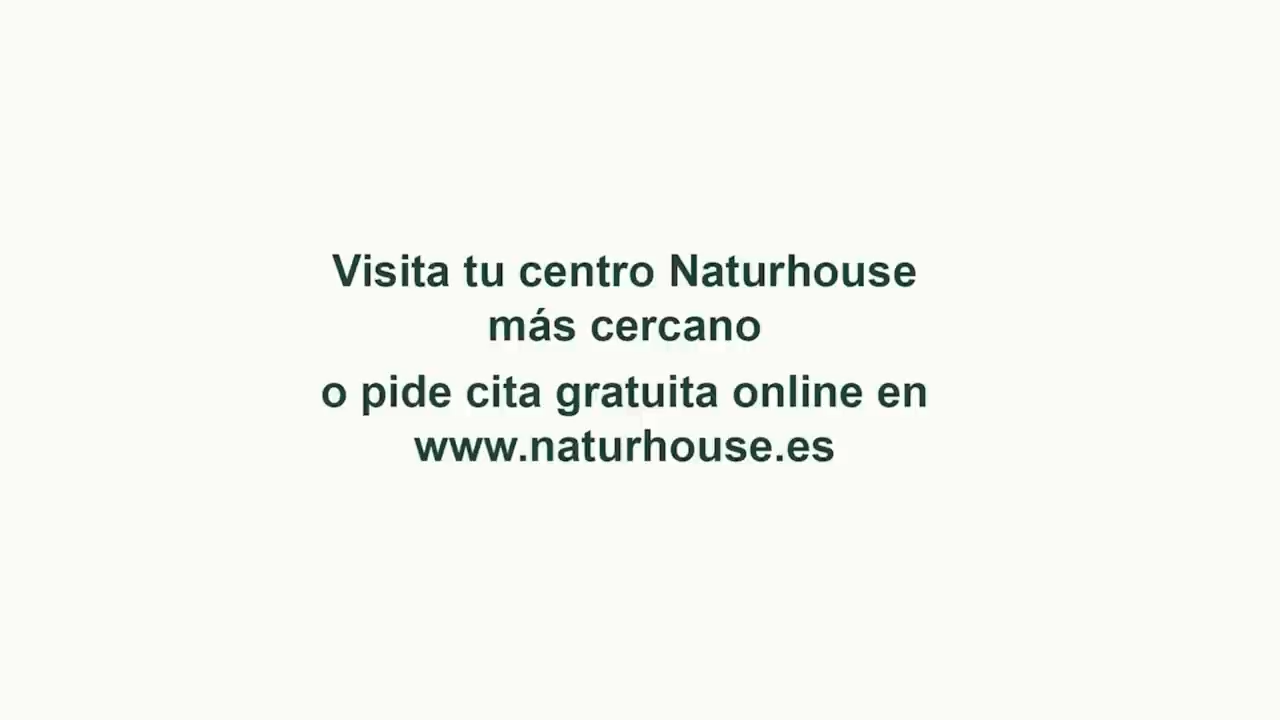 Visita tu centro Naturhouse
más cercano
o pide cita gratuita online en
www.naturhouse.es